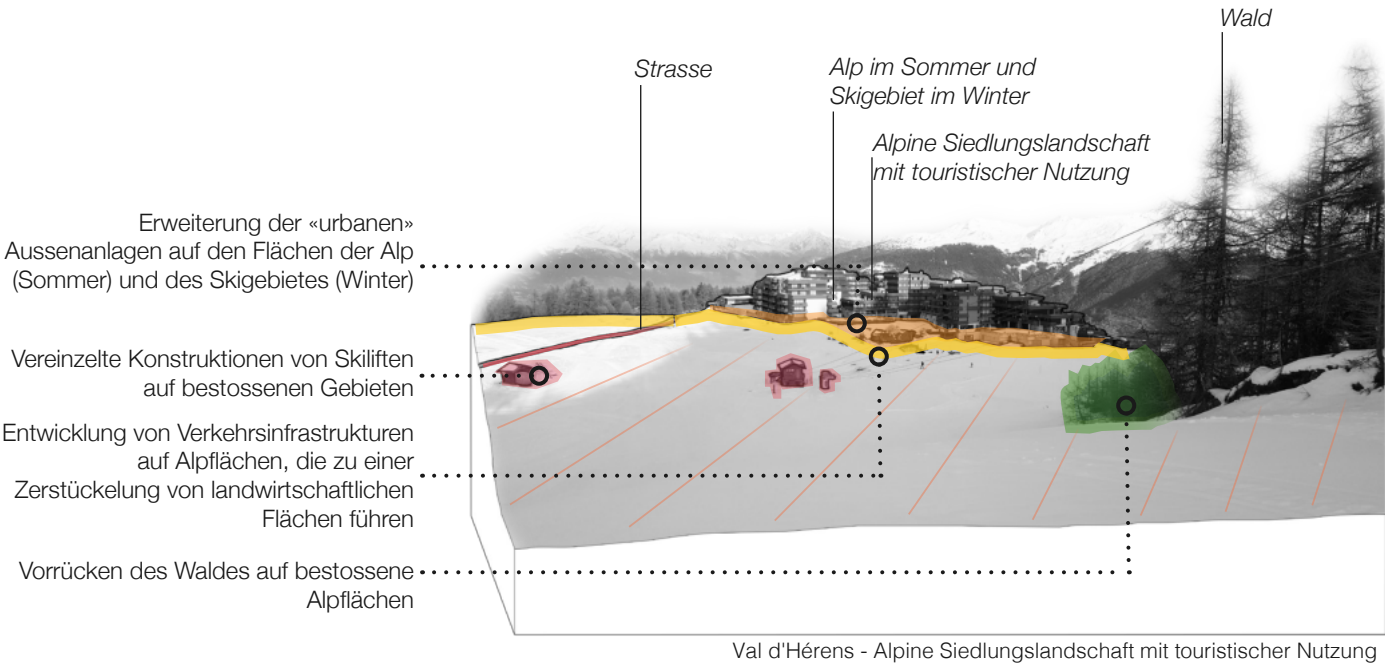 Wald
Strasse
Alp im Sommer und
Skigebiet im Winter
Alpine Siedlungslandschaft
mit touristischer Nutzung
Erweiterung der «urbanen»
Aussenanlagen auf den Flächen der Alp
(Sommer) und des Skigebietes (Winter)
Vereinzelte Konstruktionen von Skiliften
auf bestossenen Gebieten
Entwicklung von Verkehrsinfrastrukturen
auf Alpflächen, die zu einer
Zerstückelung von landwirtschaftlichen
Flächen führen
Vorrücken des Waldes auf bestossene
Alpflächen
Val d'Hérens - Alpine Siedlungslandschaft mit touristischer Nutzung